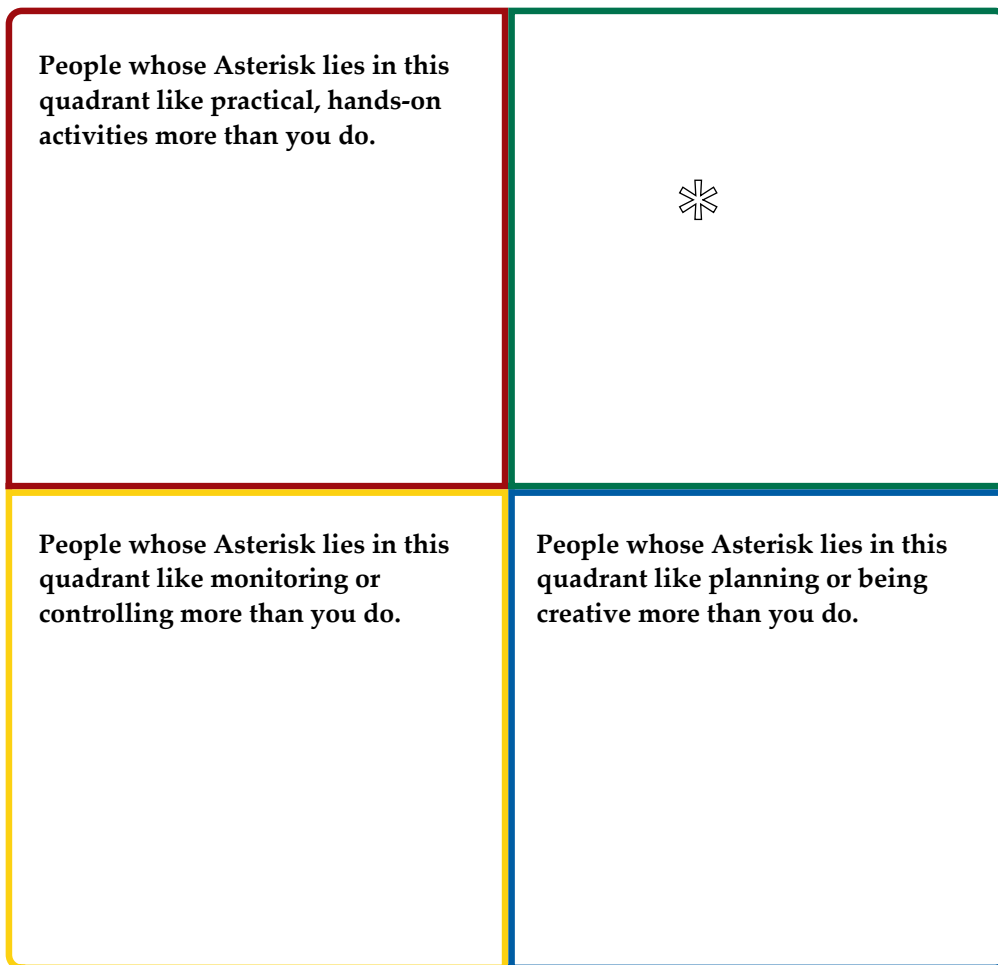 People whose Asterisk lies in this
quadrant like practical, hands-on
activities more than you do.
People whose Asterisk lies in this
quadrant like monitoring or
controlling more than you do.
People whose Asterisk lies in this
quadrant like planning or being
creative more than you do.